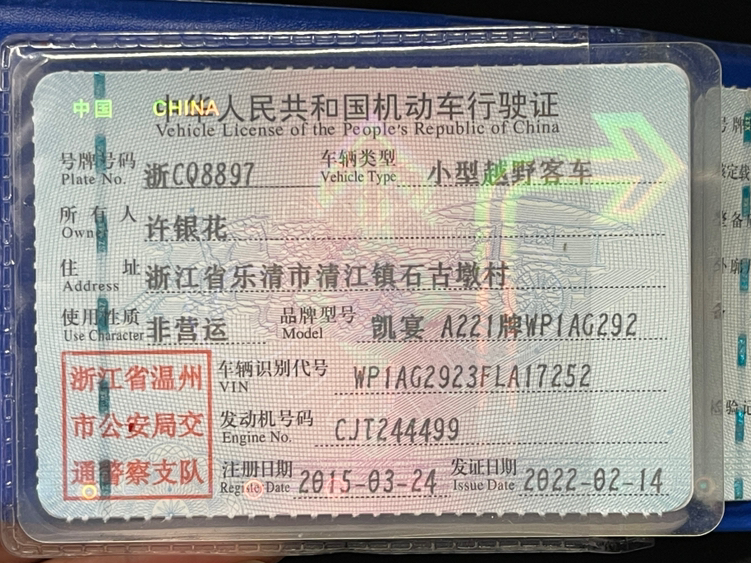 中国 CHINA
中华人民共和国机动车行驶证
Vehicle License of the People's Republic of China
号牌号码 浙CQ8897 车辆类型 小型越野客车
Plate No. Vehicle Type
所有人 许银花
Owner
住址 浙江省乐清市清江镇石古墩村
Address
使用性质 非营运 品牌型号 凯宴 A221牌WP1AG292
Use Character Model
浙江省温州
市公安局交
通警察支队
车辆识别代号 WP1AG2923FLA17252
VIN
发动机号码 CJT244499
Engine No.
注册日期 2015-03-24 发证日期 2022-02-14
Register Date Issue Date